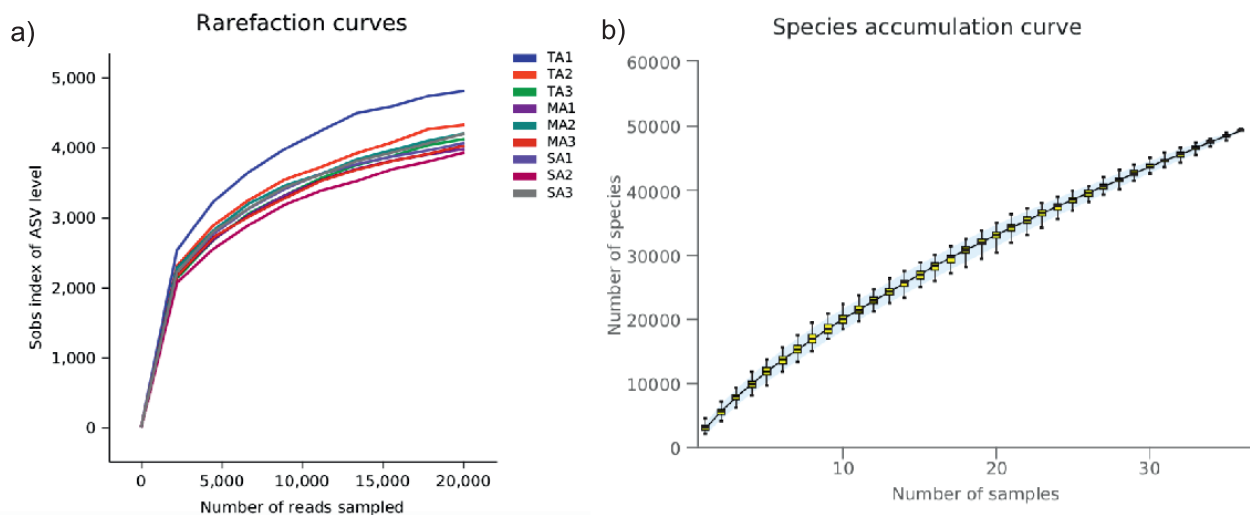 a)
Rarefaction curves
Sobs index of ASV level
5,000
4,000
3,000
2,000
1,000
0
0 5,000 10,000 15,000 20,000
Number of reads sampled
TA1
TA2
TA3
MA1
MA2
MA3
SA1
SA2
SA3
b)
Species accumulation curve
Number of species
60000
50000
40000
30000
20000
10000
0
10 20 30
Number of samples